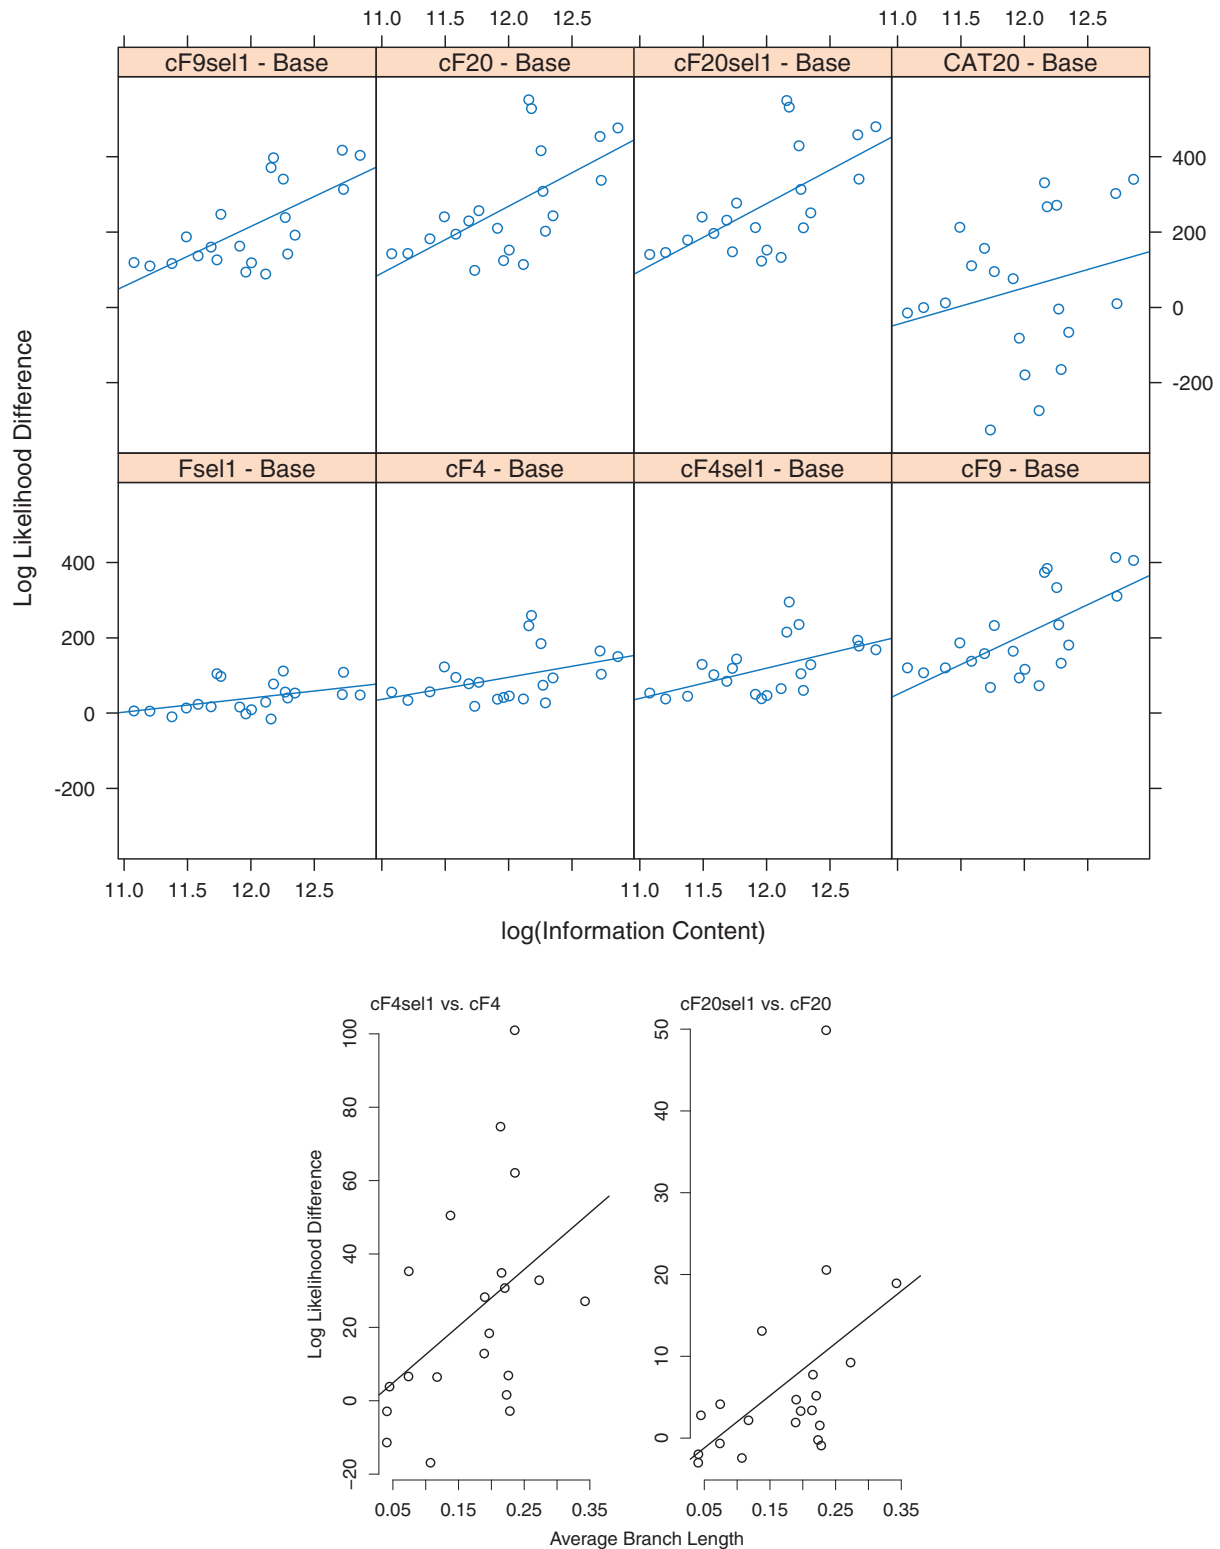 11.0 11.5 12.0 12.5 11.0 11.5 12.0 12.5
cF9sel1 - Base cF20 - Base cF20sel1 - Base CAT20 - Base
400
200
0
-200
Log Likelihood Difference
Fsel1 - Base cF4 - Base cF4sel1 - Base cF9 - Base
400
200
0
-200
11.0 11.5 12.0 12.5 11.0 11.5 12.0 12.5
log(Information Content)
cF4sel1 vs. cF4 cF20sel1 vs. cF20
100
80
60
40
20
0
-20
Log Likelihood Difference
50
40
30
20
10
0
0.05 0.15 0.25 0.35 0.05 0.15 0.25 0.35
Average Branch Length